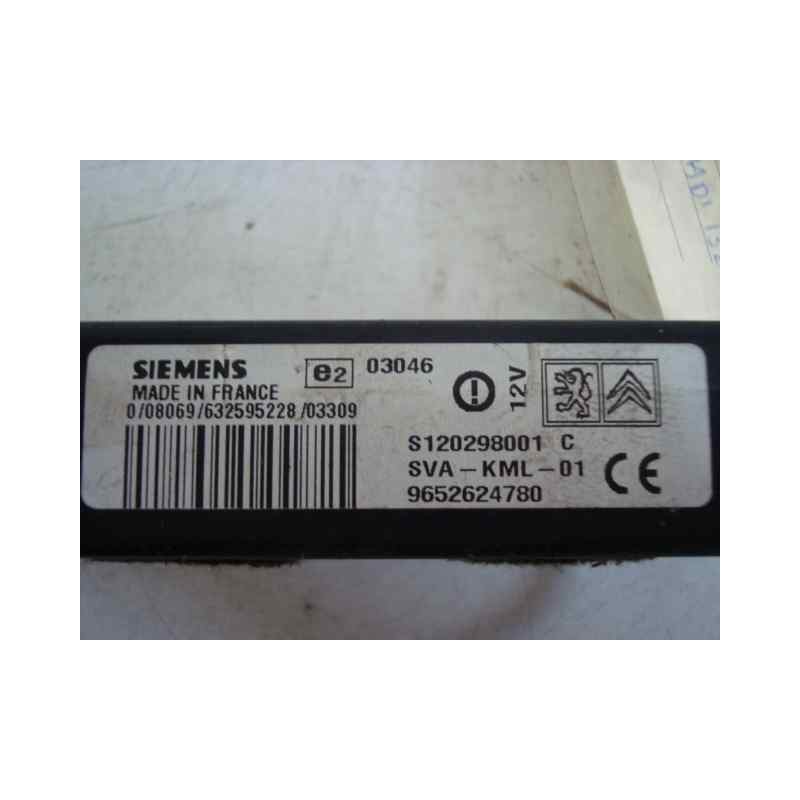 SIEMENS e2 03046
MADE IN FRANCE
0/08069/632595228/03309
12V
S120298001 C
SVA-KML-01
9652624780
CE